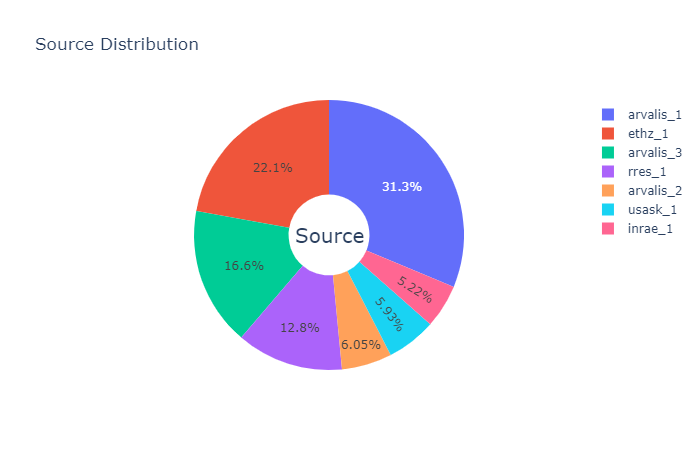 Source Distribution
31.3%
22.1%
16.6%
12.8%
6.05%
5.93%
5.22%
Source
arvalis_1
ethz_1
arvalis_3
rres_1
arvalis_2
usask_1
inrae_1